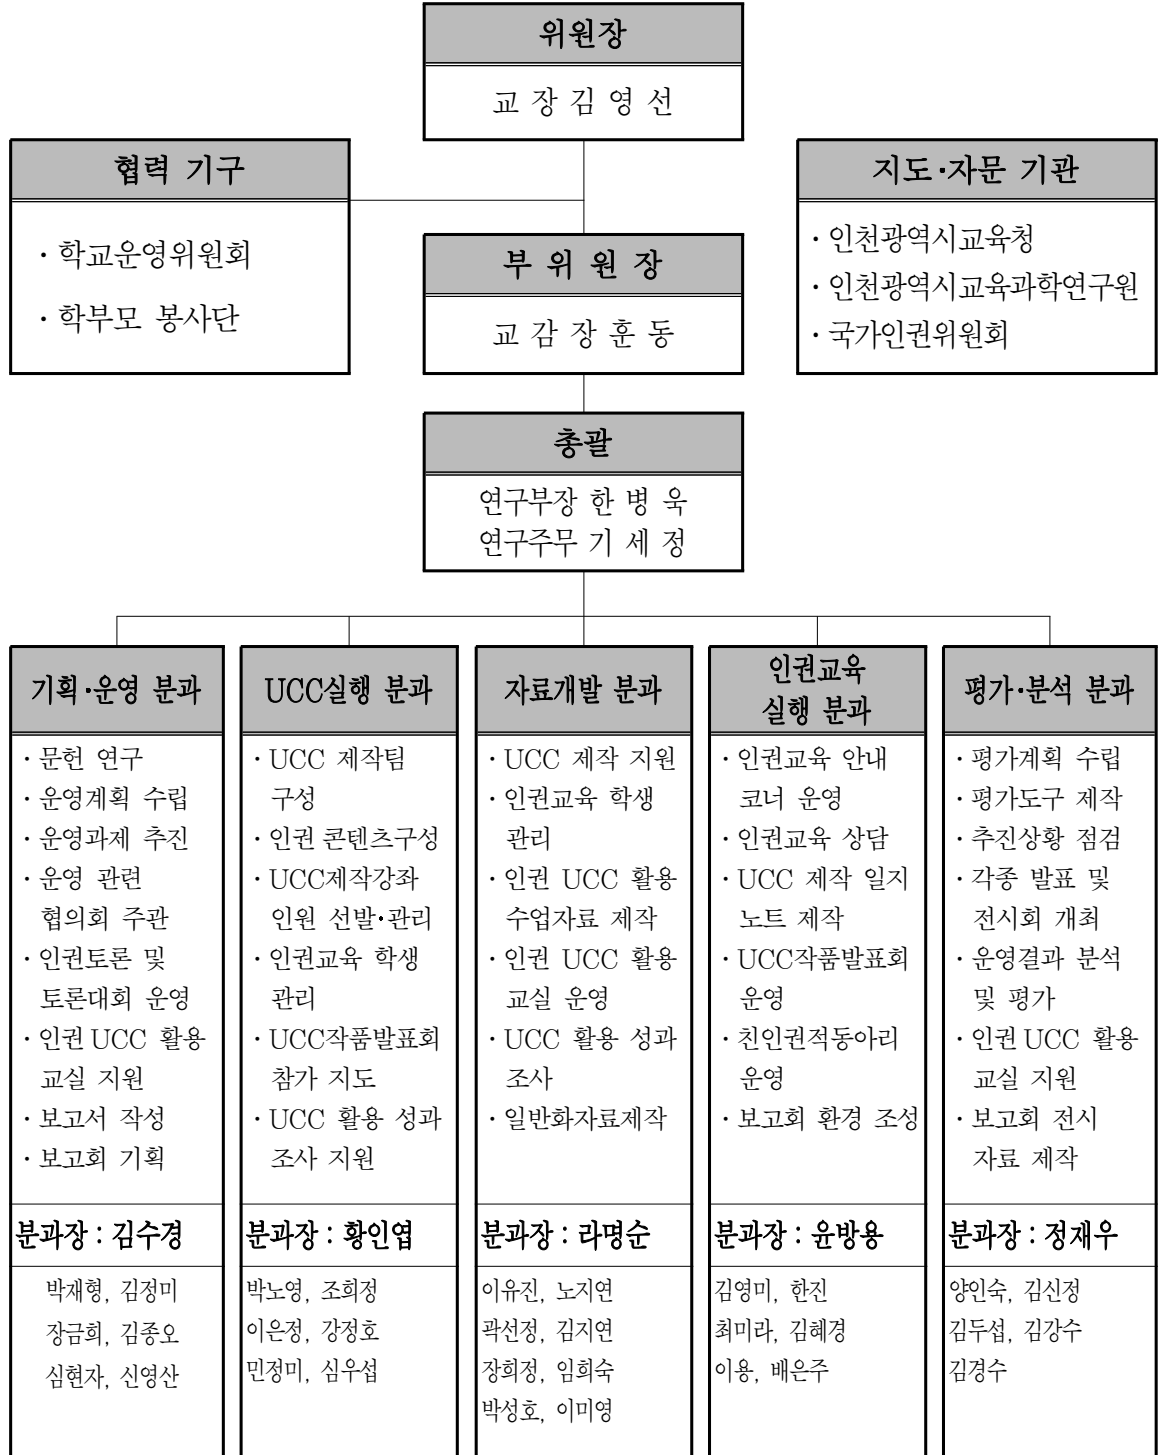 위원장
교 장 김 영 선
협력 기구
· 학교운영위원회
· 학부모 봉사단
지도·자문 기관
· 인천광역시교육청
· 인천광역시교육과학연구원
· 국가인권위원회
부 위 원 장
교 감 장 훈 동
총괄
연구부장 한 병 욱
연구주무 기 세 정
기획·운영 분과
· 문헌 연구
· 운영계획 수립
· 운영과제 추진
· 운영 관련
협의회 주관
· 인권토론 및
토론대회 운영
· 인권 UCC 활용
교실 지원
· 보고서 작성
· 보고회 기획
분과장 : 김수경
박재형, 김정미
장금희, 김종오
심현자, 신영산
UCC실행 분과
· UCC 제작팀
구성
· 인권 콘텐츠구성
· UCC제작강좌
인원 선발·관리
· 인권교육 학생
관리
· UCC작품발표회
참가 지도
· UCC 활용 성과
조사 지원
분과장 : 황인엽
박노영, 조희정
이은정, 강정호
민정미, 심우섭
자료개발 분과
· UCC 제작 지원
· 인권교육 학생
관리
· 인권 UCC 활용
수업자료 제작
· 인권 UCC 활용
교실 운영
· UCC 활용 성과
조사
· 일반화자료제작
분과장 : 라명순
이유진, 노지연
곽선정, 김지연
장희정, 임희숙
박성호, 이미영
인권교육
실행 분과
· 인권교육 안내
코너 운영
· 인권교육 상담
· UCC 제작 일지
노트 제작
· UCC작품발표회
운영
· 친인권적동아리
운영
· 보고회 환경 조성
분과장 : 윤방용
김영미, 한진
최미라, 김혜경
이용, 배은주
평가·분석 분과
· 평가계획 수립
· 평가도구 제작
· 추진상황 점검
· 각종 발표 및
전시회 개최
· 운영결과 분석
및 평가
· 인권 UCC 활용
교실 지원
· 보고회 전시
자료 제작
분과장 : 정재우
양인숙, 김신정
김두섭, 김강수
김경수